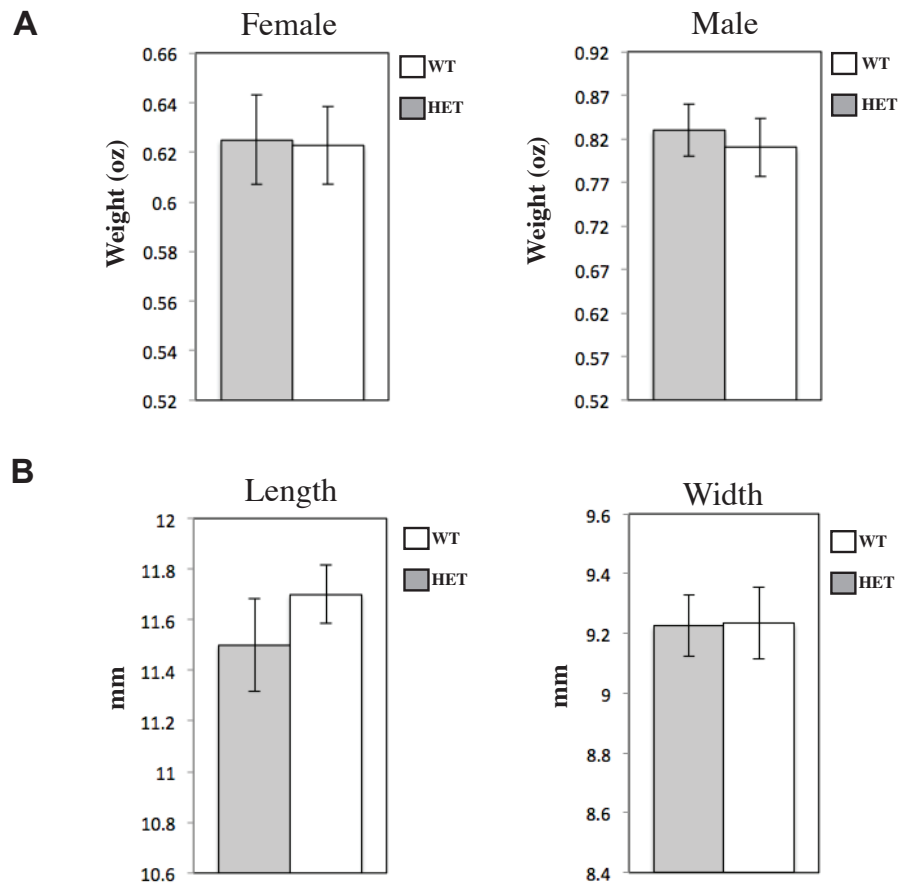 A
Female
Weight (oz)
0.66
0.64
0.62
0.6
0.58
0.56
0.54
0.52
WT
HET
Male
Weight (oz)
0.92
0.87
0.82
0.77
0.72
0.67
0.62
0.57
0.52
WT
HET
B
Length
mm
12
11.8
11.6
11.4
11.2
11
10.8
10.6
WT
HET
Width
mm
9.6
9.4
9.2
9
8.8
8.6
8.4
WT
HET